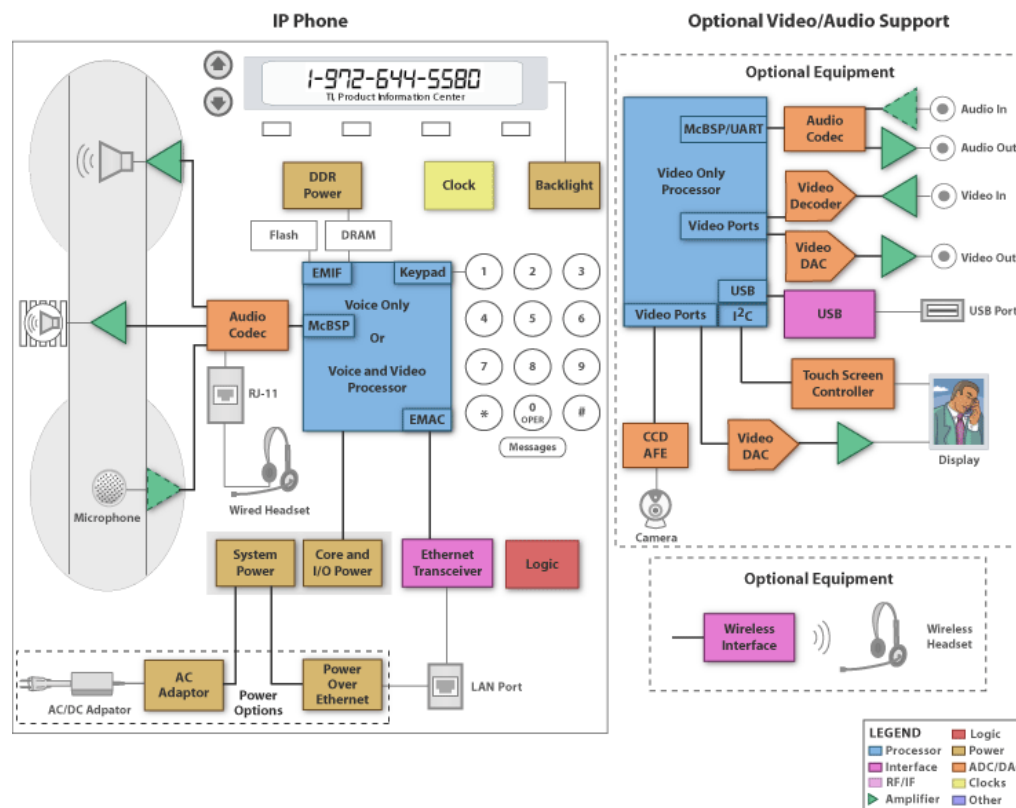 IP Phone
1-972-644-5580
TI, Product Information Center
DDR
Power
Clock
Backlight
Flash
DRAM
EMIF
Keypad
Voice Only
McBSP
Or
Voice and Video
Processor
EMAC
Audio
Codec
RJ-11
Wired Headset
Microphone
1
2
3
4
5
6
7
8
9
*
0
OPER
#
Messages
System
Power
Core and
I/O Power
Ethernet
Transceiver
Logic
AC
Adaptor
Power
Options
Power
Over
Ethernet
AC/DC Adpator
LAN Port
Optional Video/Audio Support
Optional Equipment
McBSP/UART
Video Only
Processor
Video Ports
USB
Video Ports
I²C
Audio
Codec
Audio In
Audio Out
Video
Decoder
Video In
Video
DAC
Video Out
USB
USB Port
Touch Screen
Controller
CCD
AFE
Video
DAC
Display
Camera
Optional Equipment
Wireless
Interface
Wireless
Headset
LEGEND
Processor
Interface
RF/IF
Amplifier
Logic
Power
ADC/DAC
Clocks
Other